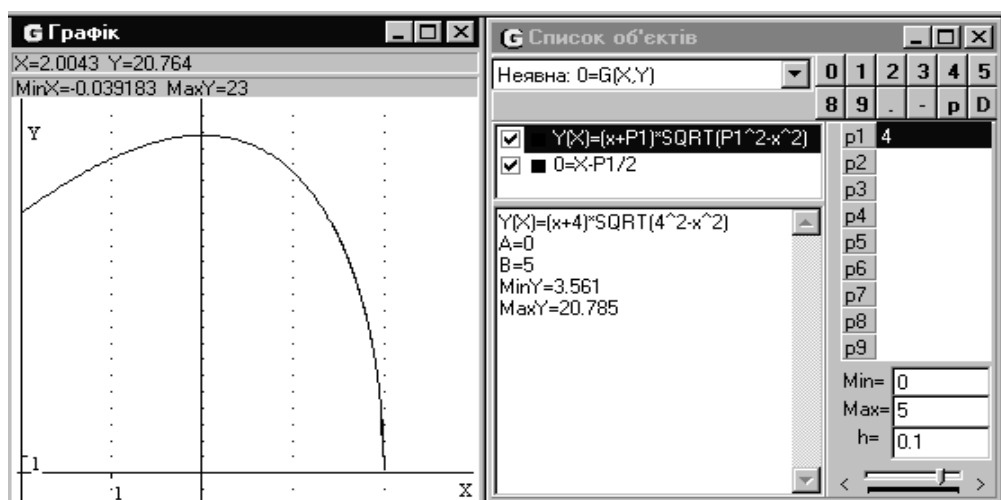 G Графік
X=2.0043 Y=20.764
MinX=-0.039183 MaxY=23
Y
1
1
X
G Список об'єктів
Неявна: 0=G(X,Y)
0 1 2 3 4 5
8 9 . - p D
Y(X)=(x+P1)*SQRT(P1^2-x^2)
0=X-P1/2
Y(X)=(x+4)*SQRT(4^2-x^2)
A=0
B=5
MinY=3.561
MaxY=20.785
p1 4
p2
p3
p4
p5
p6
p7
p8
p9
Min= 0
Max= 5
h= 0.1
< >